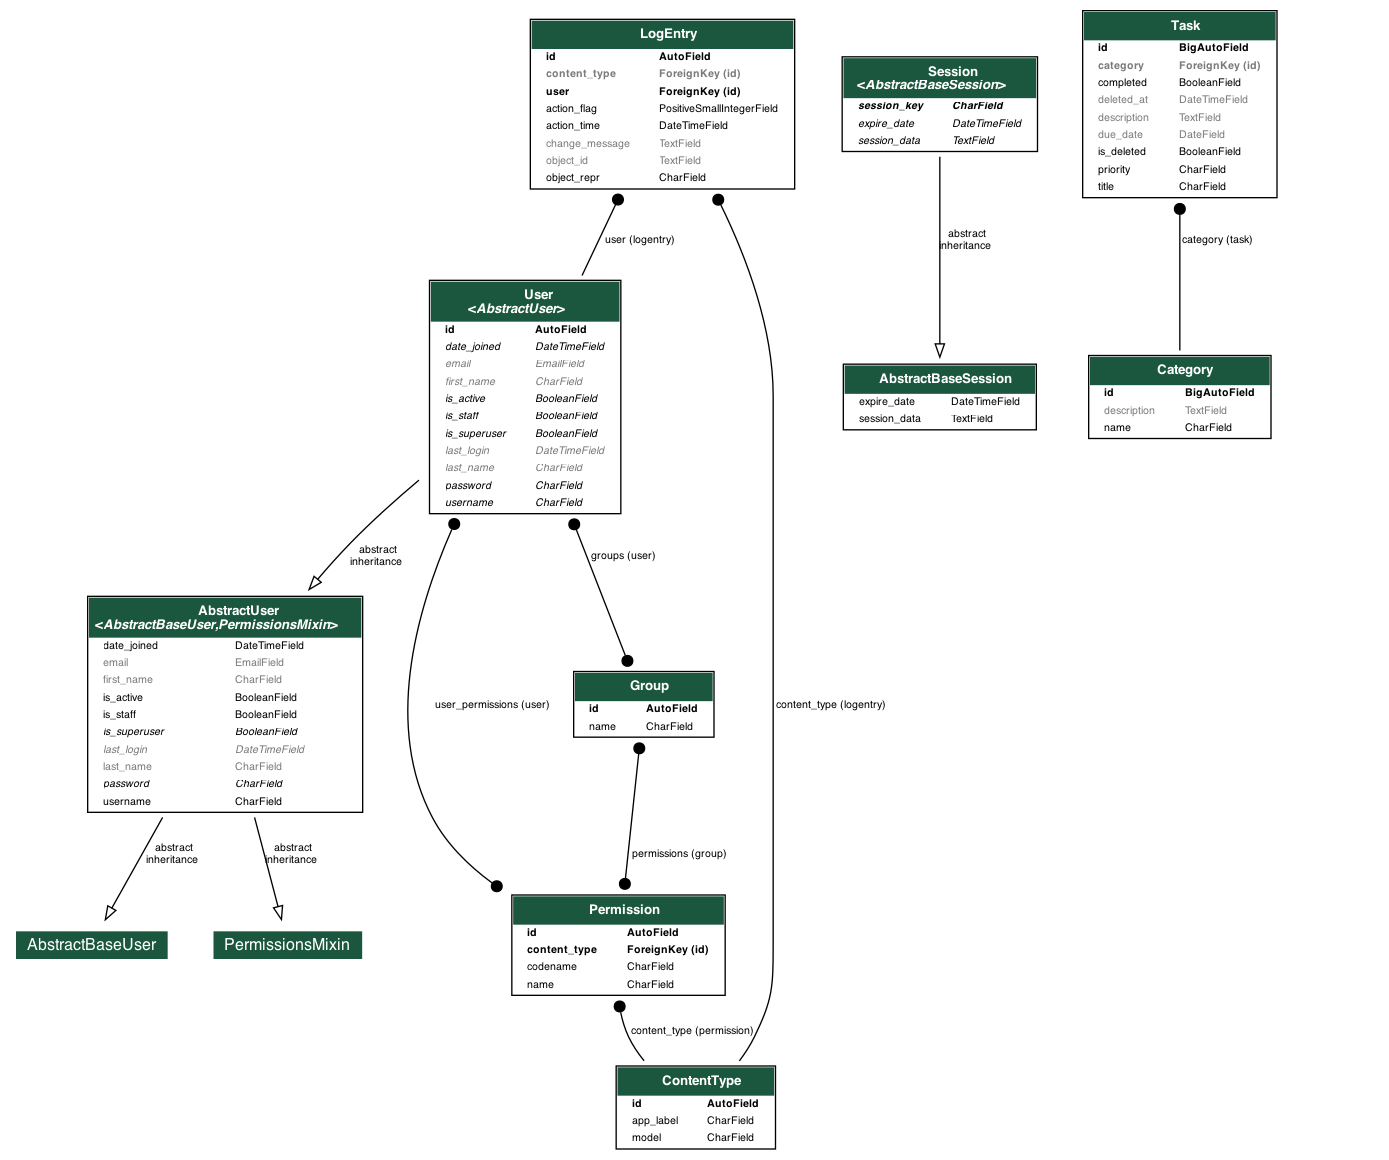 LogEntry
id AutoField
content_type ForeignKey (id)
user ForeignKey (id)
action_flag PositiveSmallIntegerField
action_time DateTimeField
change_message TextField
object_id TextField
object_repr CharField
Session
<AbstractBaseSession>
session_key CharField
expire_date DateTimeField
session_data TextField
Task
id BigAutoField
category ForeignKey (id)
completed BooleanField
deleted_at DateTimeField
description TextField
due_date DateField
is_deleted BooleanField
priority CharField
title CharField
user (logentry)
abstract
inheritance
category (task)
User
<AbstractUser>
id AutoField
date_joined DateTimeField
email EmailField
first_name CharField
is_active BooleanField
is_staff BooleanField
is_superuser BooleanField
last_login DateTimeField
last_name CharField
password CharField
username CharField
AbstractBaseSession
expire_date DateTimeField
session_data TextField
Category
id BigAutoField
description TextField
name CharField
abstract
inheritance
groups (user)
AbstractUser
<AbstractBaseUser,PermissionsMixin>
date_joined DateTimeField
email EmailField
first_name CharField
is_active BooleanField
is_staff BooleanField
is_superuser BooleanField
last_login DateTimeField
last_name CharField
password CharField
username CharField
user_permissions (user)
Group
id AutoField
name CharField
content_type (logentry)
abstract
inheritance
abstract
inheritance
permissions (group)
AbstractBaseUser
PermissionsMixin
Permission
id AutoField
content_type ForeignKey (id)
codename CharField
name CharField
content_type (permission)
ContentType
id AutoField
app_label CharField
model CharField